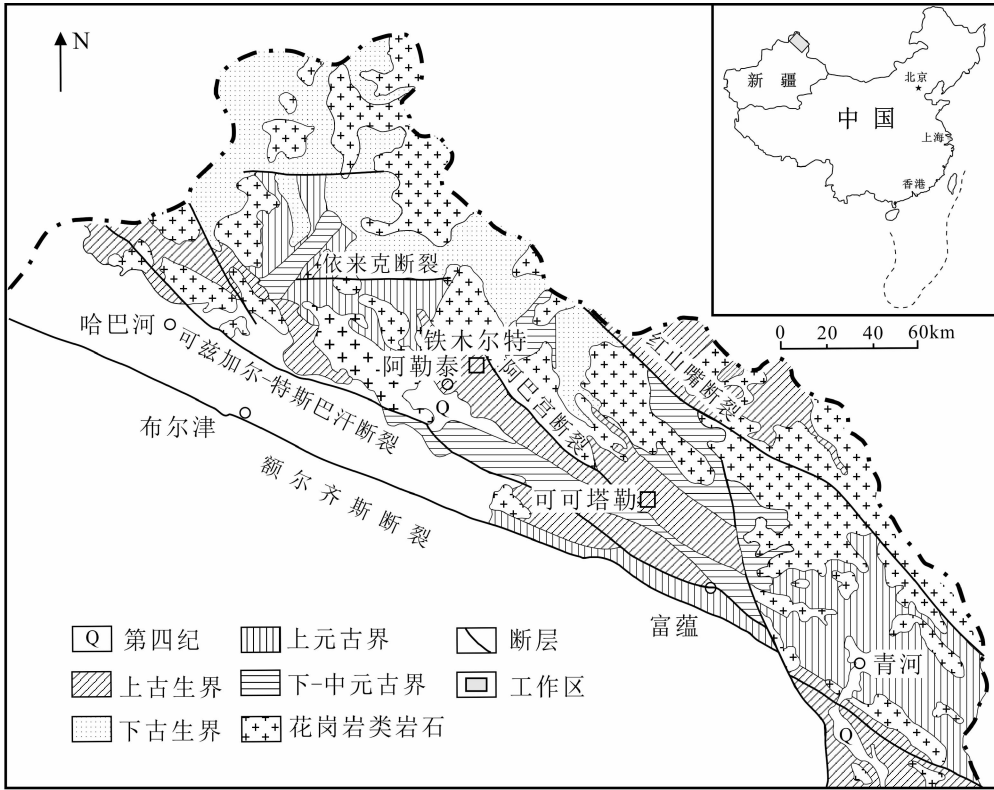 N
新疆
北京
中国
上海
香港
0 20 40 60km
依来克断裂
哈巴河
铁木尔特
阿勒泰
Q
可兹加尔-特斯巴汗断裂
阿巴宫断裂
红山嘴断裂
布尔津
额尔齐斯断裂
可可塔勒
富蕴
青河
Q
Q 第四纪
上元古界
断层
上古生界
下-中元古界
工作区
下古生界
花岗岩类岩石